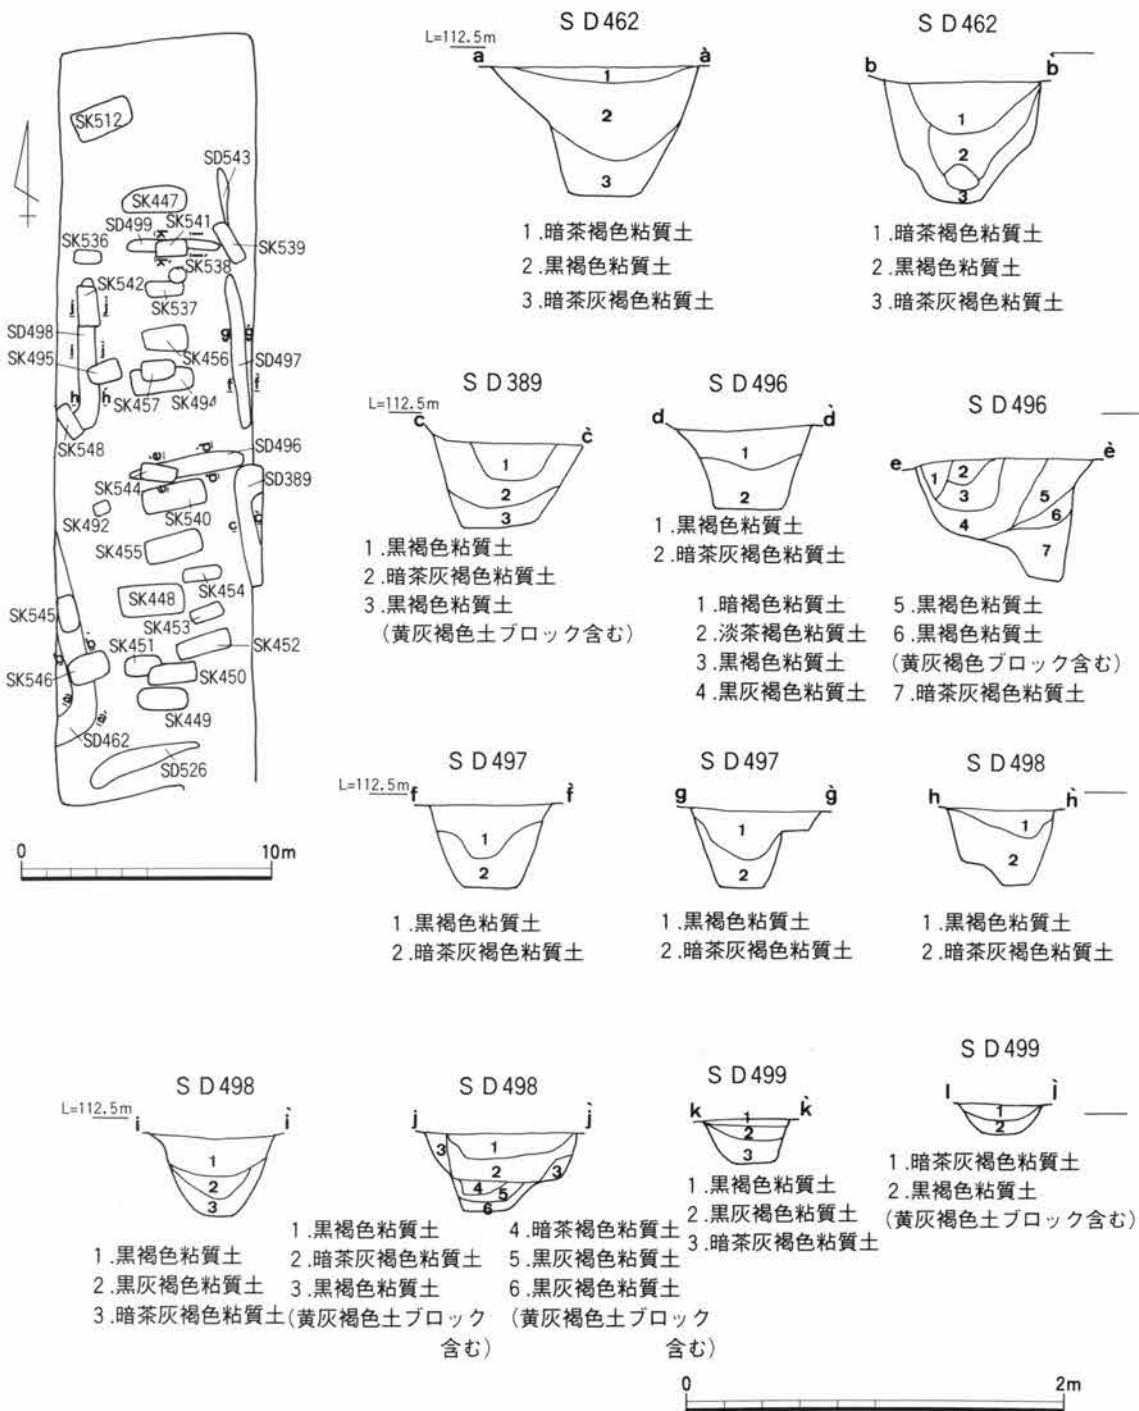 SK512
SD543
SK447
SD499
SK541
SK539
SK536
SK538
SK542
SK537
SD498
SK495
SK456
SD497
SK457
SK494
SK548
SD496
SD389
SK544
SK492
SK540
SK455
SK454
SK448
SK545
SK453
SK452
SK451
SK546
SK450
SK449
SD462
SD526
0 10m
SD462
L=112.5m
a à
1
2
3
1.暗茶褐色粘質土
2.黒褐色粘質土
3.暗茶灰褐色粘質土
SD462
b b̀
1
2
3
1.暗茶褐色粘質土
2.黒褐色粘質土
3.暗茶灰褐色粘質土
SD389
L=112.5m
c c̀
1
2
3
1.黒褐色粘質土
2.暗茶灰褐色粘質土
3.黒褐色粘質土
(黄灰褐色土ブロック含む)
SD496
d d̀
1
2
1.黒褐色粘質土
2.暗茶灰褐色粘質土
SD496
e è
1 2
3
4
5
6
7
1.暗褐色粘質土
2.淡茶褐色粘質土
3.黒褐色粘質土
4.黒灰褐色粘質土
5.黒褐色粘質土
6.黒褐色粘質土
(黄灰褐色ブロック含む)
7.暗茶灰褐色粘質土
SD497
L=112.5m
f f̀
1
2
1.黒褐色粘質土
2.暗茶灰褐色粘質土
SD497
g g̀
1
2
1.黒褐色粘質土
2.暗茶灰褐色粘質土
SD498
h h̀
1
2
1.黒褐色粘質土
2.暗茶灰褐色粘質土
SD498
L=112.5m
i ì
1
2
3
1.黒褐色粘質土
2.黒灰褐色粘質土
3.暗茶灰褐色粘質土
SD498
j j̀
3 1
2 3
4 5
6
1.黒褐色粘質土
2.暗茶灰褐色粘質土
3.黒褐色粘質土
(黄灰褐色土ブロック
含む)
4.暗茶褐色粘質土
5.黒灰褐色粘質土
6.黒灰褐色粘質土
(黄灰褐色土ブロック
含む)
SD499
k k̀
1
2
3
1.黒褐色粘質土
2.黒灰褐色粘質土
3.暗茶灰褐色粘質土
SD499
l l̀
1
2
1.暗茶灰褐色粘質土
2.黒褐色粘質土
(黄灰褐色土ブロック含む)
0 2m